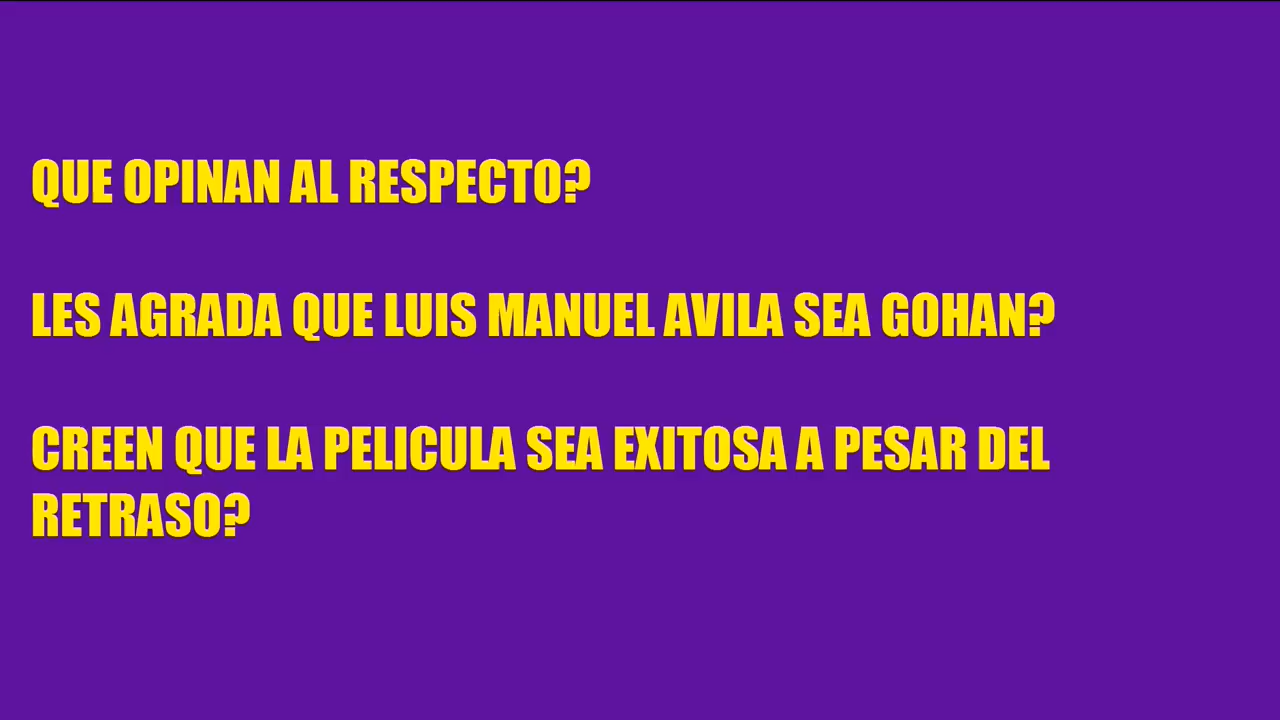 QUE OPINAN AL RESPECTO?
LES AGRADA QUE LUIS MANUEL AVILA SEA GOHAN?
CREEN QUE LA PELICULA SEA EXITOSA A PESAR DEL
RETRASO?